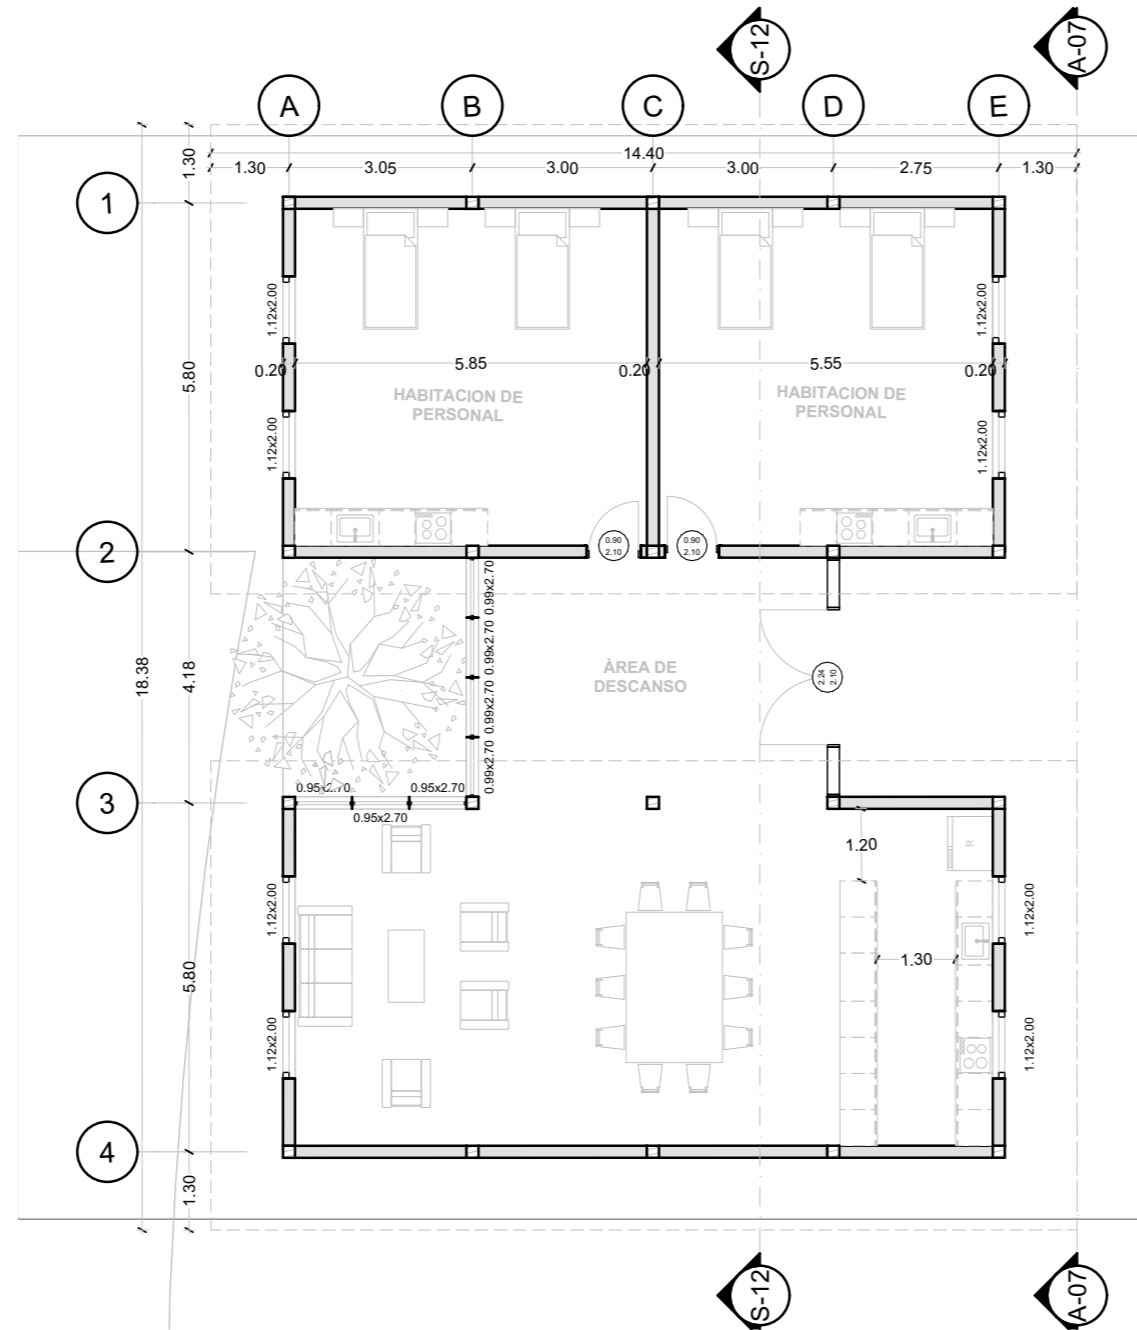 S-12
A-07
A
B
C
D
E
14.40
1.30
3.05
3.00
3.00
2.75
1.30
1.30
1
1.12x2.00
1.12x2.00
5.80
0.20
5.85
0.20
5.55
0.20
HABITACION DE
PERSONAL
HABITACION DE
PERSONAL
1.12x2.00
1.12x2.00
2
0.90
2.10
0.90
2.10
0.99x2.70
0.99x2.70
0.99x2.70
0.99x2.70
18.38
4.18
ÀREA DE
DESCANSO
2.24
2.10
3
0.95x2.70
0.95x2.70
0.95x2.70
1.20
R
1.12x2.00
1.12x2.00
5.80
1.30
1.12x2.00
1.12x2.00
4
1.30
S-12
A-07